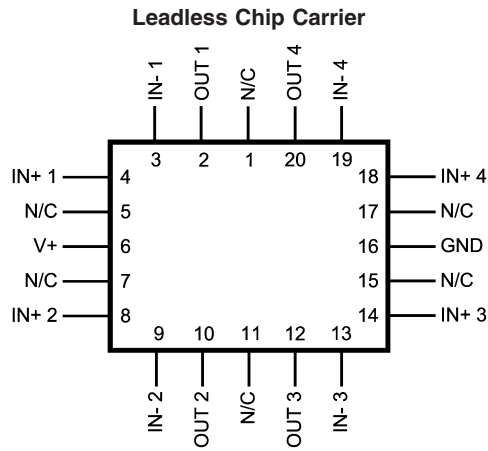 Leadless Chip Carrier
IN- 1
OUT 1
N/C
OUT 4
IN- 4
3 2 1 20 19
IN+ 1 4 18 IN+ 4
N/C 5 17 N/C
V+ 6 16 GND
N/C 7 15 N/C
IN+ 2 8 14 IN+ 3
9 10 11 12 13
IN- 2
OUT 2
N/C
OUT 3
IN- 3